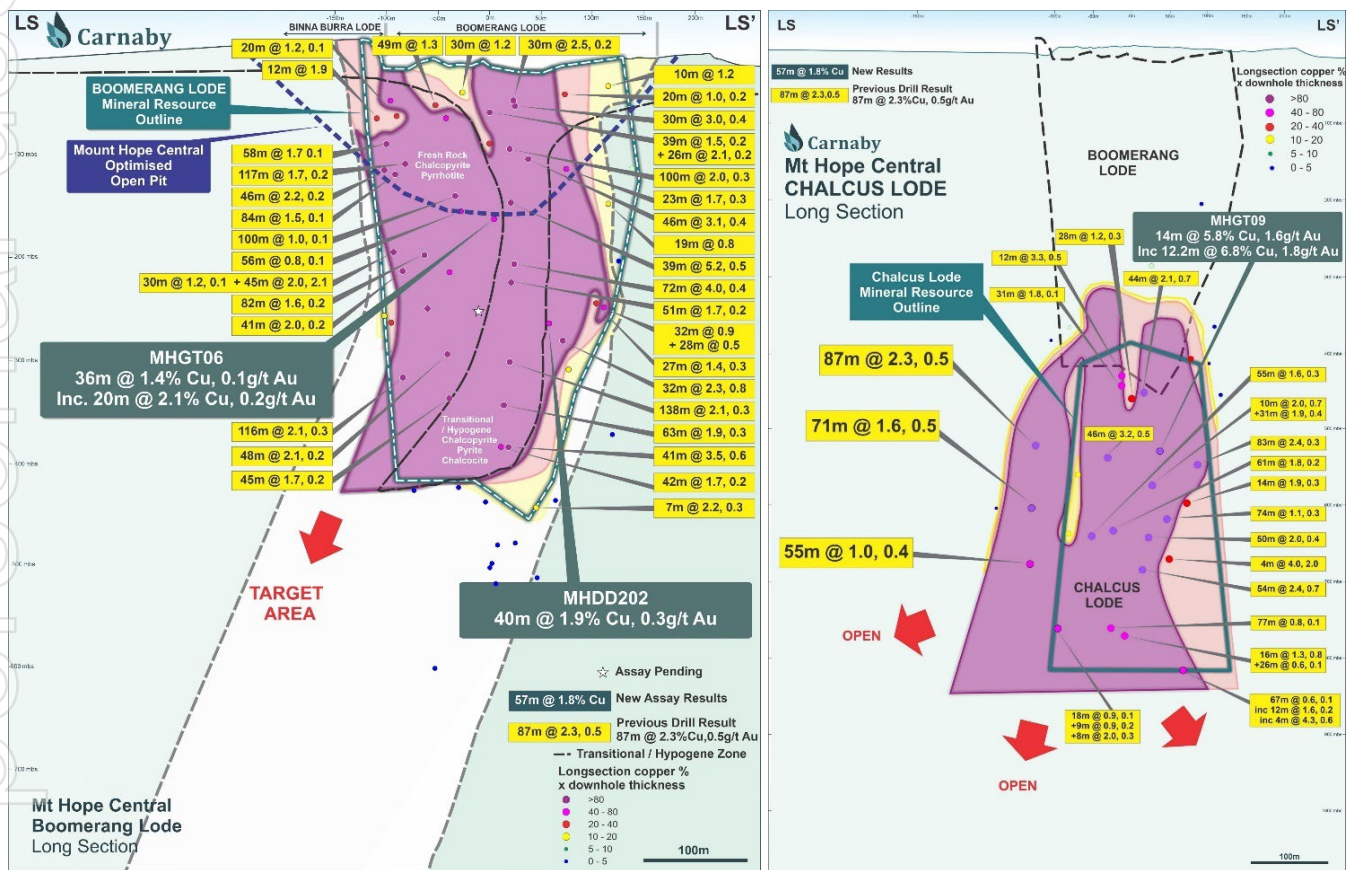 LS
Carnaby
BINNA BURRA LODE
BOOMERANG LODE
LS'
-150m
-100m
-50m
0m
50m
100m
150m
200m
20m @ 1.2, 0.1
49m @ 1.3
30m @ 1.2
30m @ 2.5, 0.2
12m @ 1.9
BOOMERANG LODE
Mineral Resource
Outline
Mount Hope Central
Optimised
Open Pit
58m @ 1.7 0.1
117m @ 1.7, 0.2
46m @ 2.2, 0.2
84m @ 1.5, 0.1
100m @ 1.0, 0.1
56m @ 0.8, 0.1
30m @ 1.2, 0.1 + 45m @ 2.0, 2.1
82m @ 1.6, 0.2
41m @ 2.0, 0.2
MHGT06
36m @ 1.4% Cu, 0.1g/t Au
Inc. 20m @ 2.1% Cu, 0.2g/t Au
116m @ 2.1, 0.3
48m @ 2.1, 0.2
45m @ 1.7, 0.2
Fresh Rock
Chalcopyrite
Pyrrhotite
Transitional
/ Hypogene
Chalcopyrite
Pyrite
Chalcocite
10m @ 1.2
20m @ 1.0, 0.2
30m @ 3.0, 0.4
39m @ 1.5, 0.2
+ 26m @ 2.1, 0.2
100m @ 2.0, 0.3
23m @ 1.7, 0.3
46m @ 3.1, 0.4
19m @ 0.8
39m @ 5.2, 0.5
72m @ 4.0, 0.4
51m @ 1.7, 0.2
32m @ 0.9
+ 28m @ 0.5
27m @ 1.4, 0.3
32m @ 2.3, 0.8
138m @ 2.1, 0.3
63m @ 1.9, 0.3
41m @ 3.5, 0.6
42m @ 1.7, 0.2
7m @ 2.2, 0.3
TARGET
AREA
MHDD202
40m @ 1.9% Cu, 0.3g/t Au
Assay Pending
57m @ 1.8% Cu New Assay Results
87m @ 2.3, 0.5 Previous Drill Result
87m @ 2.3%Cu,0.5g/t Au
Transitional / Hypogene Zone
Longsection copper %
x downhole thickness
>80
40 - 80
20 - 40
10 - 20
5 - 10
0 - 5
100m
Mt Hope Central
Boomerang Lode
Long Section
LS
LS'
57m @ 1.8% Cu New Results
87m @ 2.3,0.5 Previous Drill Result
87m @ 2.3%Cu, 0.5g/t Au
Carnaby
Mt Hope Central
CHALCUS LODE
Long Section
Longsection copper %
x downhole thickness
>80
40 - 80
20 - 40
10 - 20
5 - 10
0 - 5
BOOMERANG
LODE
MHGT09
14m @ 5.8% Cu, 1.6g/t Au
Inc 12.2m @ 6.8% Cu, 1.8g/t Au
28m @ 1.2, 0.3
12m @ 3.3, 0.5
44m @ 2.1, 0.7
31m @ 1.8, 0.1
Chalcus Lode
Mineral Resource
Outline
87m @ 2.3, 0.5
71m @ 1.6, 0.5
55m @ 1.0, 0.4
46m @ 3.2, 0.5
55m @ 1.6, 0.3
10m @ 2.0, 0.7
+31m @ 1.9, 0.4
83m @ 2.4, 0.3
61m @ 1.8, 0.2
14m @ 1.9, 0.3
74m @ 1.1, 0.3
50m @ 2.0, 0.4
4m @ 4.0, 2.0
54m @ 2.4, 0.7
77m @ 0.8, 0.1
16m @ 1.3, 0.8
+26m @ 0.6, 0.1
67m @ 0.6, 0.1
inc 12m @ 1.6, 0.2
inc 4m @ 4.3, 0.6
CHALCUS
LODE
18m @ 0.9, 0.1
+9m @ 0.9, 0.2
+8m @ 2.0, 0.3
OPEN
OPEN
100m